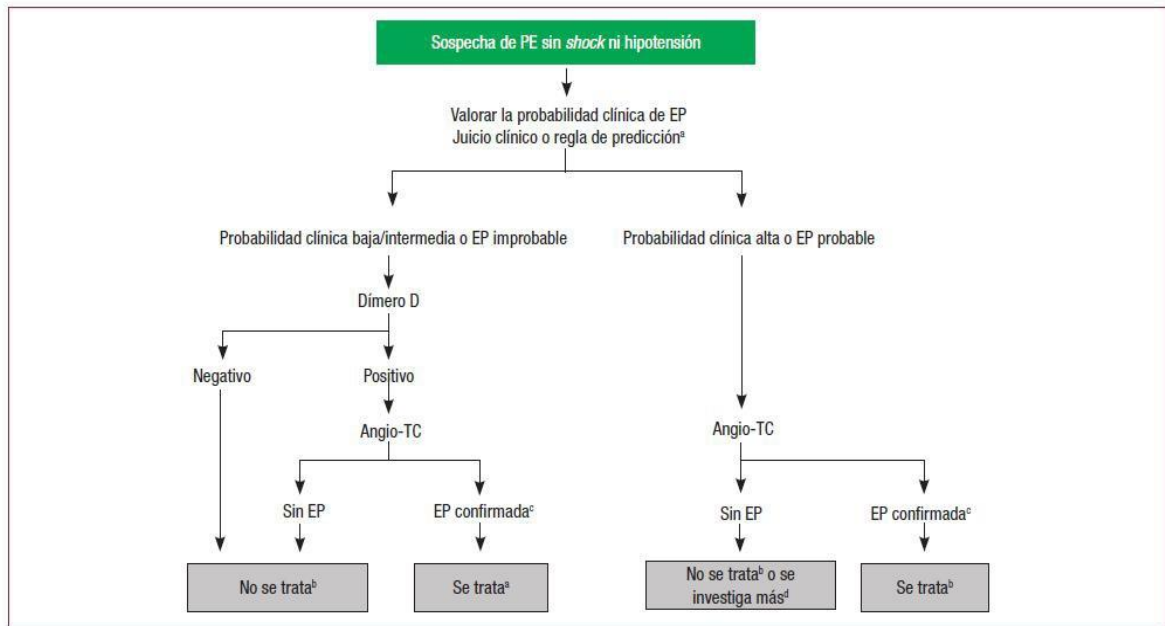 Sospecha de PE sin shock ni hipotensión
Valorar la probabilidad clínica de EP
Juicio clínico o regla de predicciónᵃ
Probabilidad clínica baja/intermedia o EP improbable
Probabilidad clínica alta o EP probable
Dímero D
Negativo
Positivo
Angio-TC
Angio-TC
Sin EP
EP confirmadaᶜ
Sin EP
EP confirmadaᶜ
No se trataᵇ
Se trataᵃ
No se trataᵇ o se
investiga másᵈ
Se trataᵇ